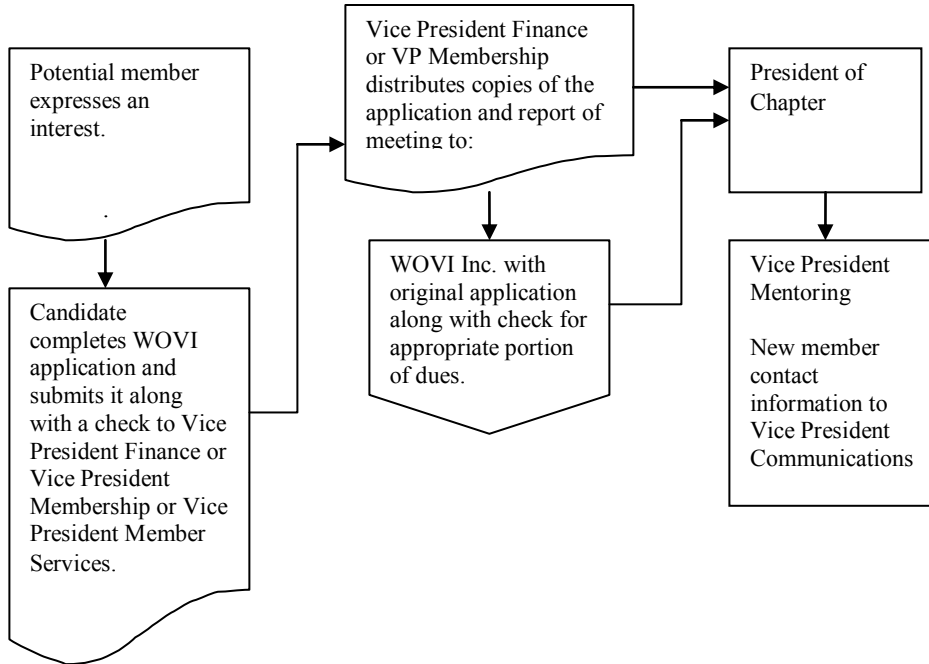 Potential member
expresses an
interest.
.
Candidate
completes WOVI
application and
submits it along
with a check to Vice
President Finance or
Vice President
Membership or Vice
President Member
Services.
Vice President Finance
or VP Membership
distributes copies of the
application and report of
meeting to:
WOVI Inc. with
original application
along with check for
appropriate portion
of dues.
President of
Chapter
Vice President
Mentoring
New member
contact
information to
Vice President
Communications